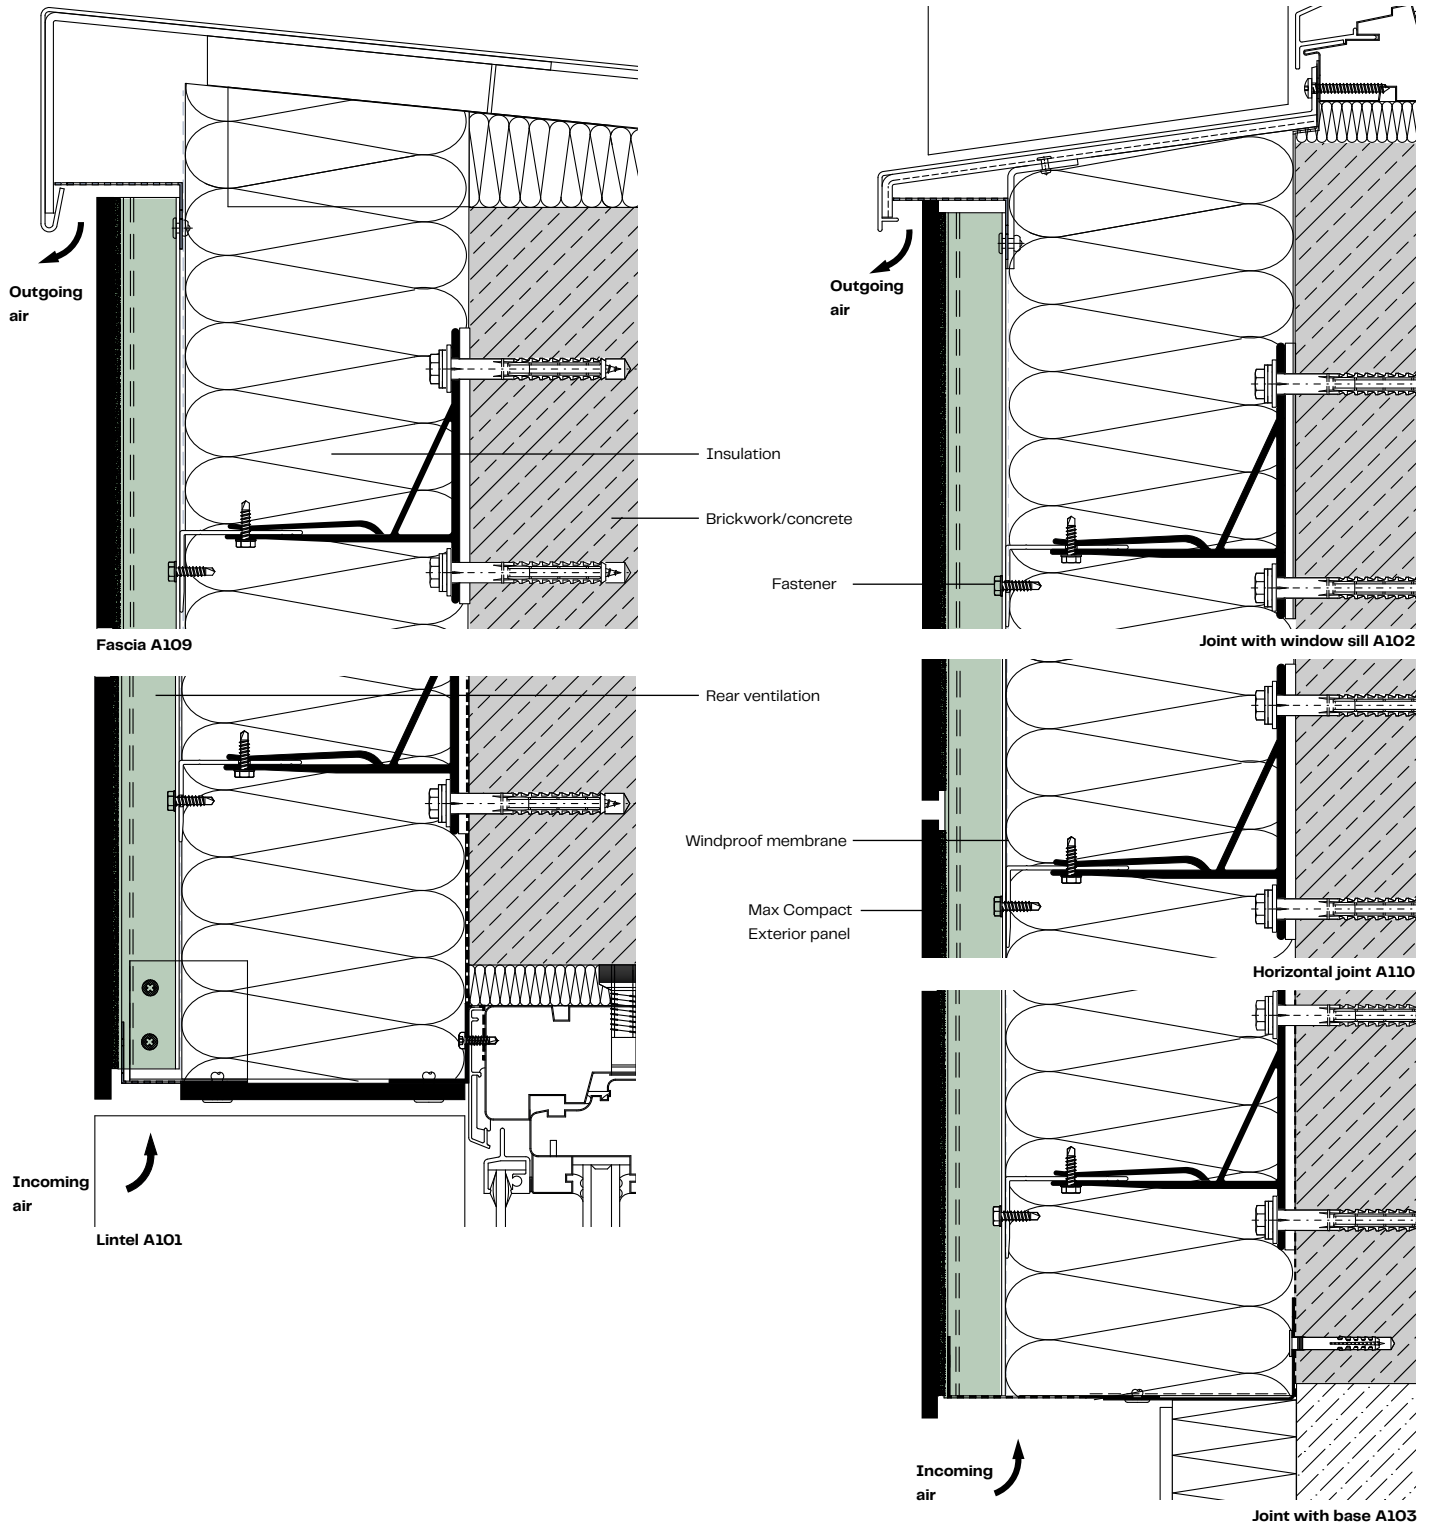 Outgoing
air
Outgoing
air
Insulation
Brickwork/concrete
Fastener
Fascia A109
Joint with window sill A102
Rear ventilation
Windproof membrane
Max Compact
Exterior panel
Horizontal joint A110
Incoming
air
Lintel A101
Incoming
air
Joint with base A103